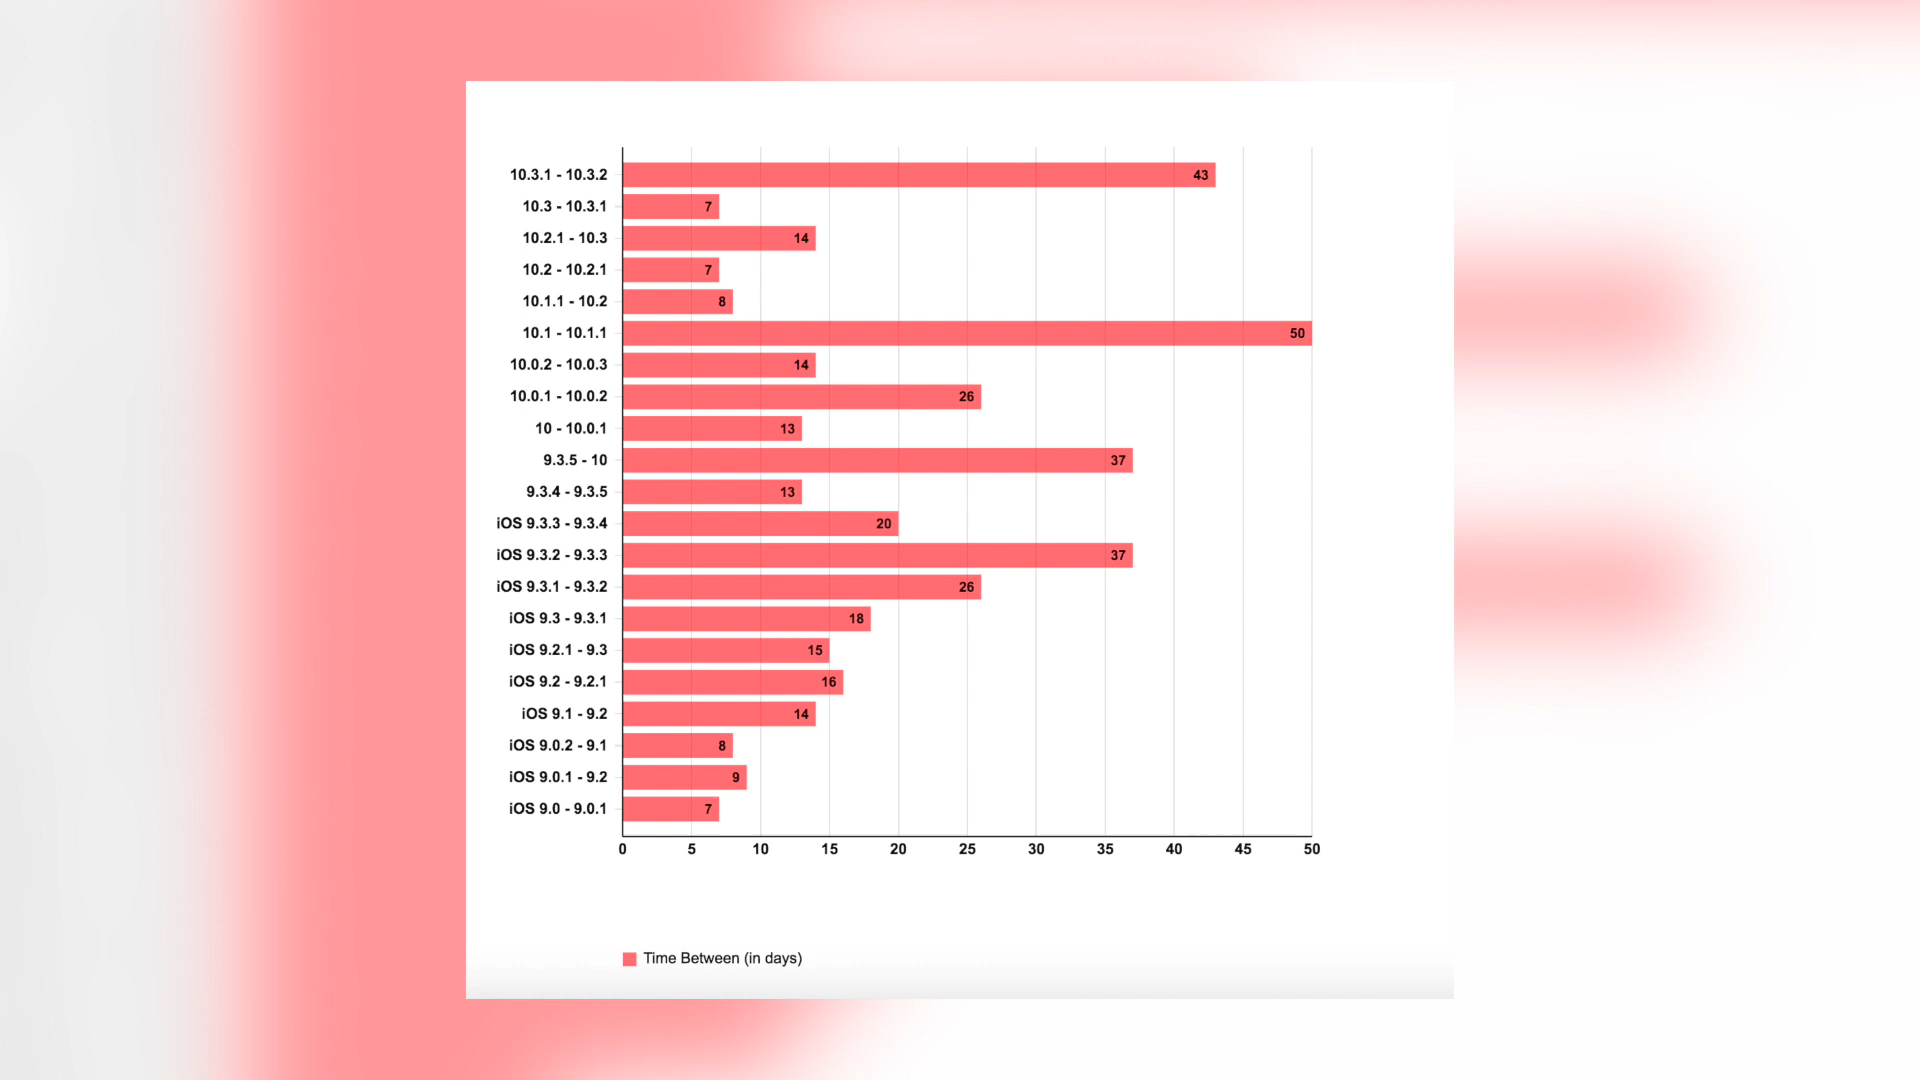 10.3.1 - 10.3.2 43
10.3 - 10.3.1 7
10.2.1 - 10.3 14
10.2 - 10.2.1 7
10.1.1 - 10.2 8
10.1 - 10.1.1 50
10.0.2 - 10.0.3 14
10.0.1 - 10.0.2 26
10 - 10.0.1 13
9.3.5 - 10 37
9.3.4 - 9.3.5 13
iOS 9.3.3 - 9.3.4 20
iOS 9.3.2 - 9.3.3 37
iOS 9.3.1 - 9.3.2 26
iOS 9.3 - 9.3.1 18
iOS 9.2.1 - 9.3 15
iOS 9.2 - 9.2.1 16
iOS 9.1 - 9.2 14
iOS 9.0.2 - 9.1 8
iOS 9.0.1 - 9.2 9
iOS 9.0 - 9.0.1 7
0 5 10 15 20 25 30 35 40 45 50
Time Between (in days)